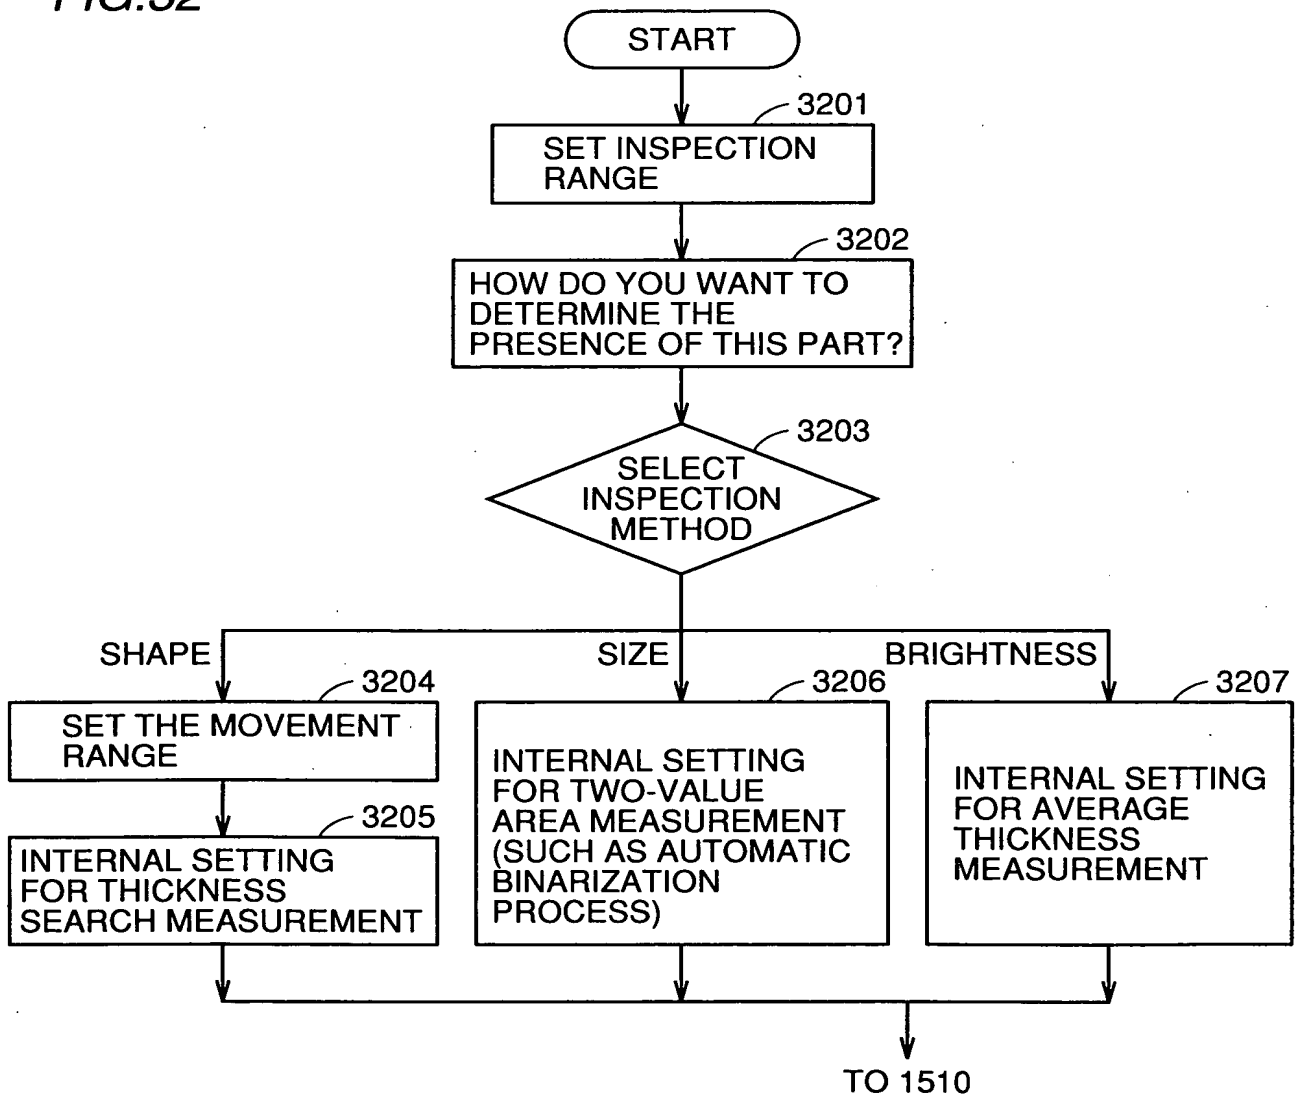 FIG.32
START
3201
SET INSPECTION
RANGE
3202
HOW DO YOU WANT TO
DETERMINE THE
PRESENCE OF THIS PART?
3203
SELECT
INSPECTION
METHOD
SHAPE
SIZE
BRIGHTNESS
3204
SET THE MOVEMENT
RANGE
3205
INTERNAL SETTING
FOR THICKNESS
SEARCH MEASUREMENT
3206
INTERNAL SETTING
FOR TWO-VALUE
AREA MEASUREMENT
(SUCH AS AUTOMATIC
BINARIZATION
PROCESS)
3207
INTERNAL SETTING
FOR AVERAGE
THICKNESS
MEASUREMENT
TO 1510